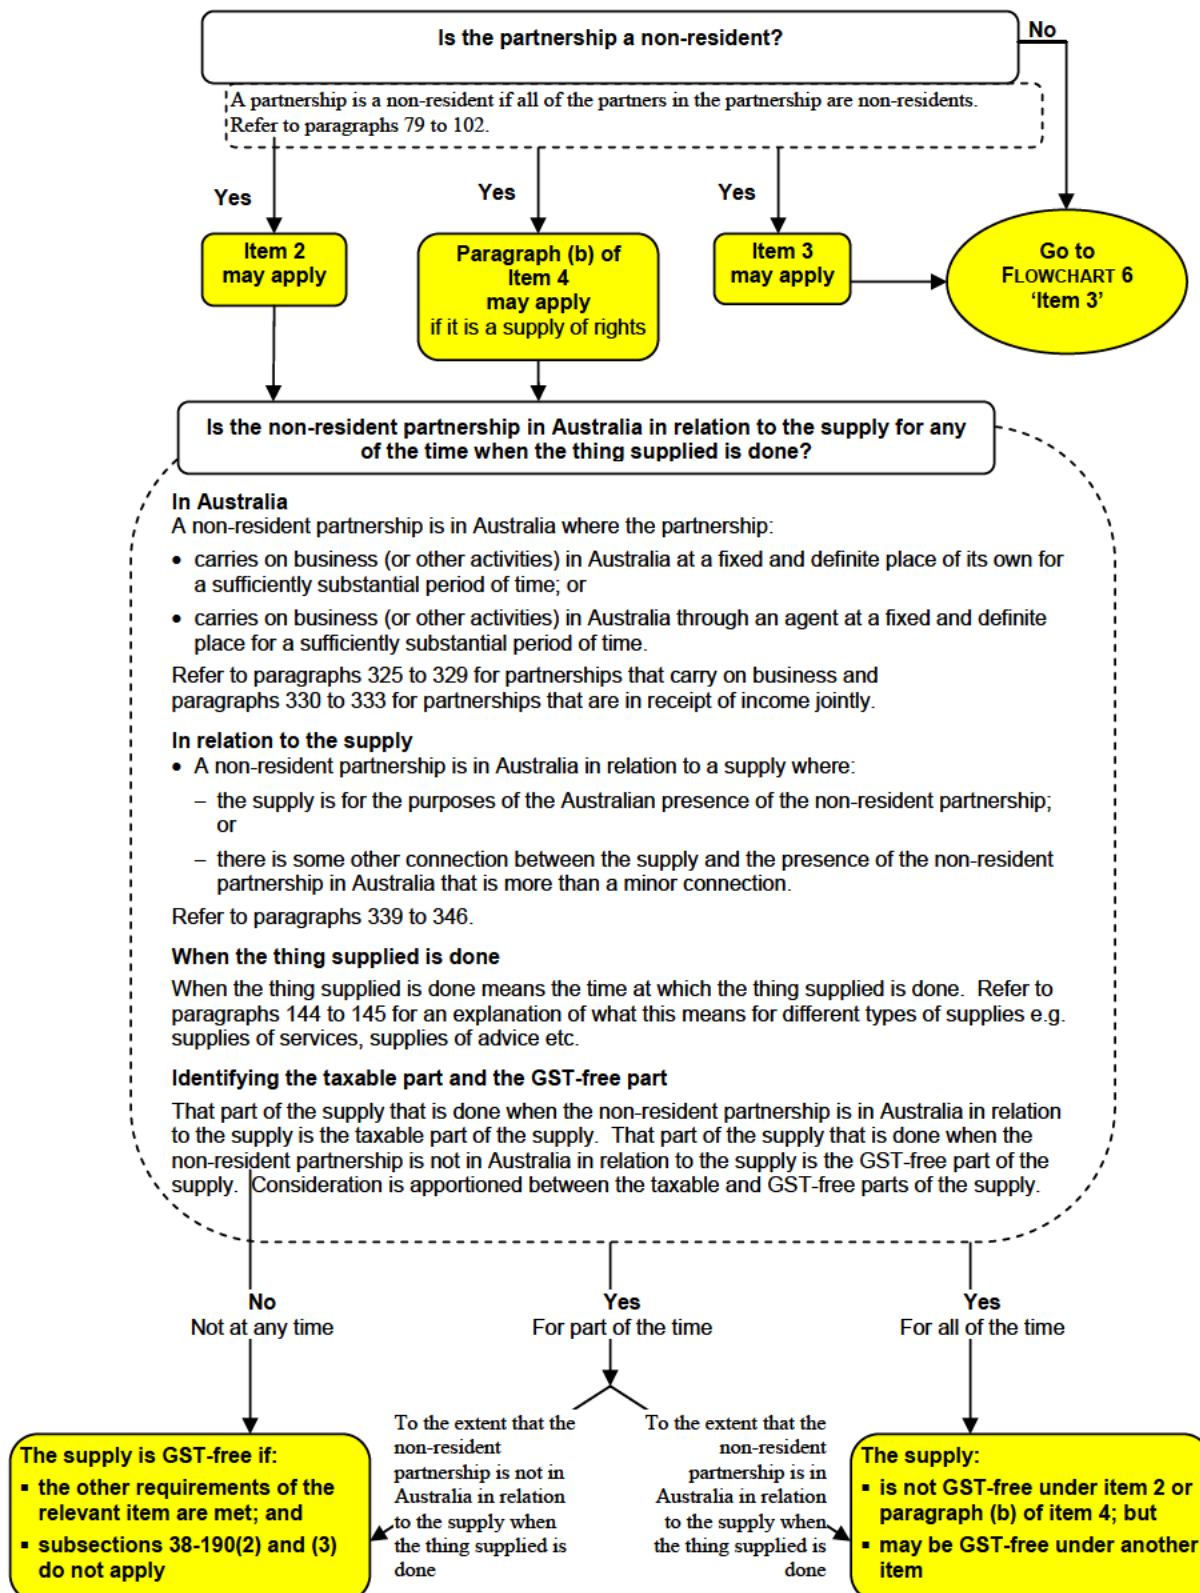 Is the partnership a non-resident?
No
A partnership is a non-resident if all of the partners in the partnership are non-residents.
Refer to paragraphs 79 to 102.
Yes
Yes
Yes
Item 2
may apply
Paragraph (b) of
Item 4
may apply
if it is a supply of rights
Item 3
may apply
Go to
FLOWCHART 6
‘Item 3’
Is the non-resident partnership in Australia in relation to the supply for any
of the time when the thing supplied is done?
In Australia
A non-resident partnership is in Australia where the partnership:
• carries on business (or other activities) in Australia at a fixed and definite place of its own for
a sufficiently substantial period of time; or
• carries on business (or other activities) in Australia through an agent at a fixed and definite
place for a sufficiently substantial period of time.
Refer to paragraphs 325 to 329 for partnerships that carry on business and
paragraphs 330 to 333 for partnerships that are in receipt of income jointly.
In relation to the supply
• A non-resident partnership is in Australia in relation to a supply where:
– the supply is for the purposes of the Australian presence of the non-resident partnership;
or
– there is some other connection between the supply and the presence of the non-resident
partnership in Australia that is more than a minor connection.
Refer to paragraphs 339 to 346.
When the thing supplied is done
When the thing supplied is done means the time at which the thing supplied is done. Refer to
paragraphs 144 to 145 for an explanation of what this means for different types of supplies e.g.
supplies of services, supplies of advice etc.
Identifying the taxable part and the GST-free part
That part of the supply that is done when the non-resident partnership is in Australia in relation
to the supply is the taxable part of the supply. That part of the supply that is done when the
non-resident partnership is not in Australia in relation to the supply is the GST-free part of the
supply. Consideration is apportioned between the taxable and GST-free parts of the supply.
No
Not at any time
Yes
For part of the time
Yes
For all of the time
The supply is GST-free if:
▪ the other requirements of the
relevant item are met; and
▪ subsections 38-190(2) and (3)
do not apply
To the extent that the
non-resident
partnership is not in
Australia in relation
to the supply when
the thing supplied is
done
To the extent that the
non-resident
partnership is in
Australia in relation
to the supply when
the thing supplied is
done
The supply:
▪ is not GST-free under item 2 or
paragraph (b) of item 4; but
▪ may be GST-free under another
item